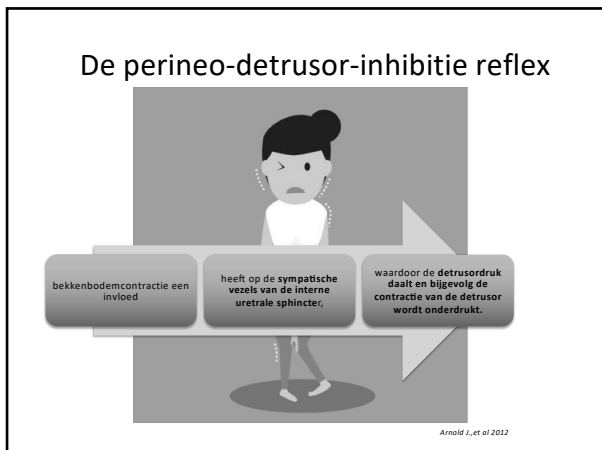 De perineo-detrusor-inhibitie reflex
bekkenbodemcontractie een
invloed
heeft op de sympatische
vezels van de interne
uretrale sphincter,
waardoor de detrusordruk
daalt en bijgevolg de
contractie van de detrusor
wordt onderdrukt.
Arnold J.,et al 2012